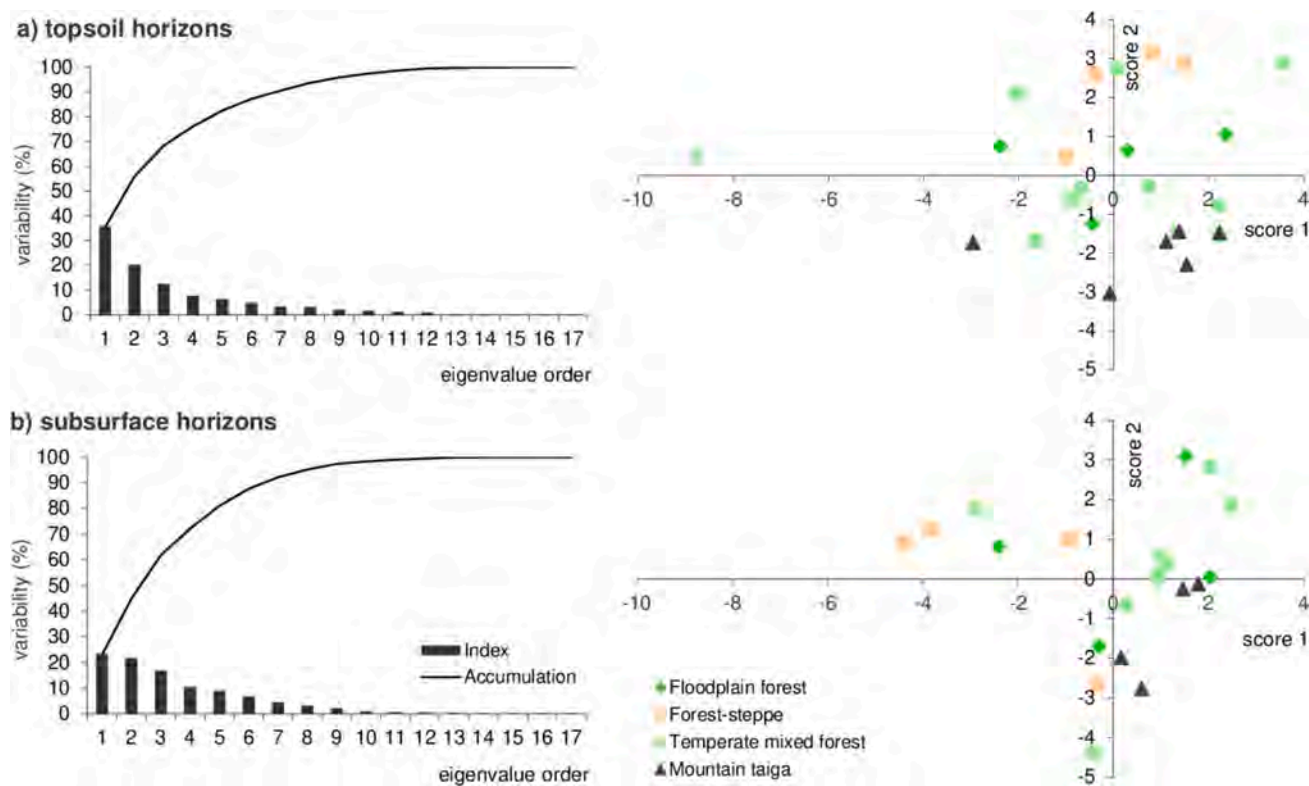 a) topsoil horizons
variability (%)
100
90
80
70
60
50
40
30
20
10
0
1 2 3 4 5 6 7 8 9 10 11 12 13 14 15 16 17
eigenvalue order
score 2
4
3
2
1
0
-1
-2
-3
-4
-5
-10 -8 -6 -4 -2 0 2 4
score 1
b) subsurface horizons
variability (%)
100
90
80
70
60
50
40
30
20
10
0
Index
Accumulation
1 2 3 4 5 6 7 8 9 10 11 12 13 14 15 16 17
eigenvalue order
score 2
4
3
2
1
0
-1
-2
-3
-4
-5
-10 -8 -6 -4 -2 0 2 4
score 1
Floodplain forest
Forest-steppe
Temperate mixed forest
Mountain taiga